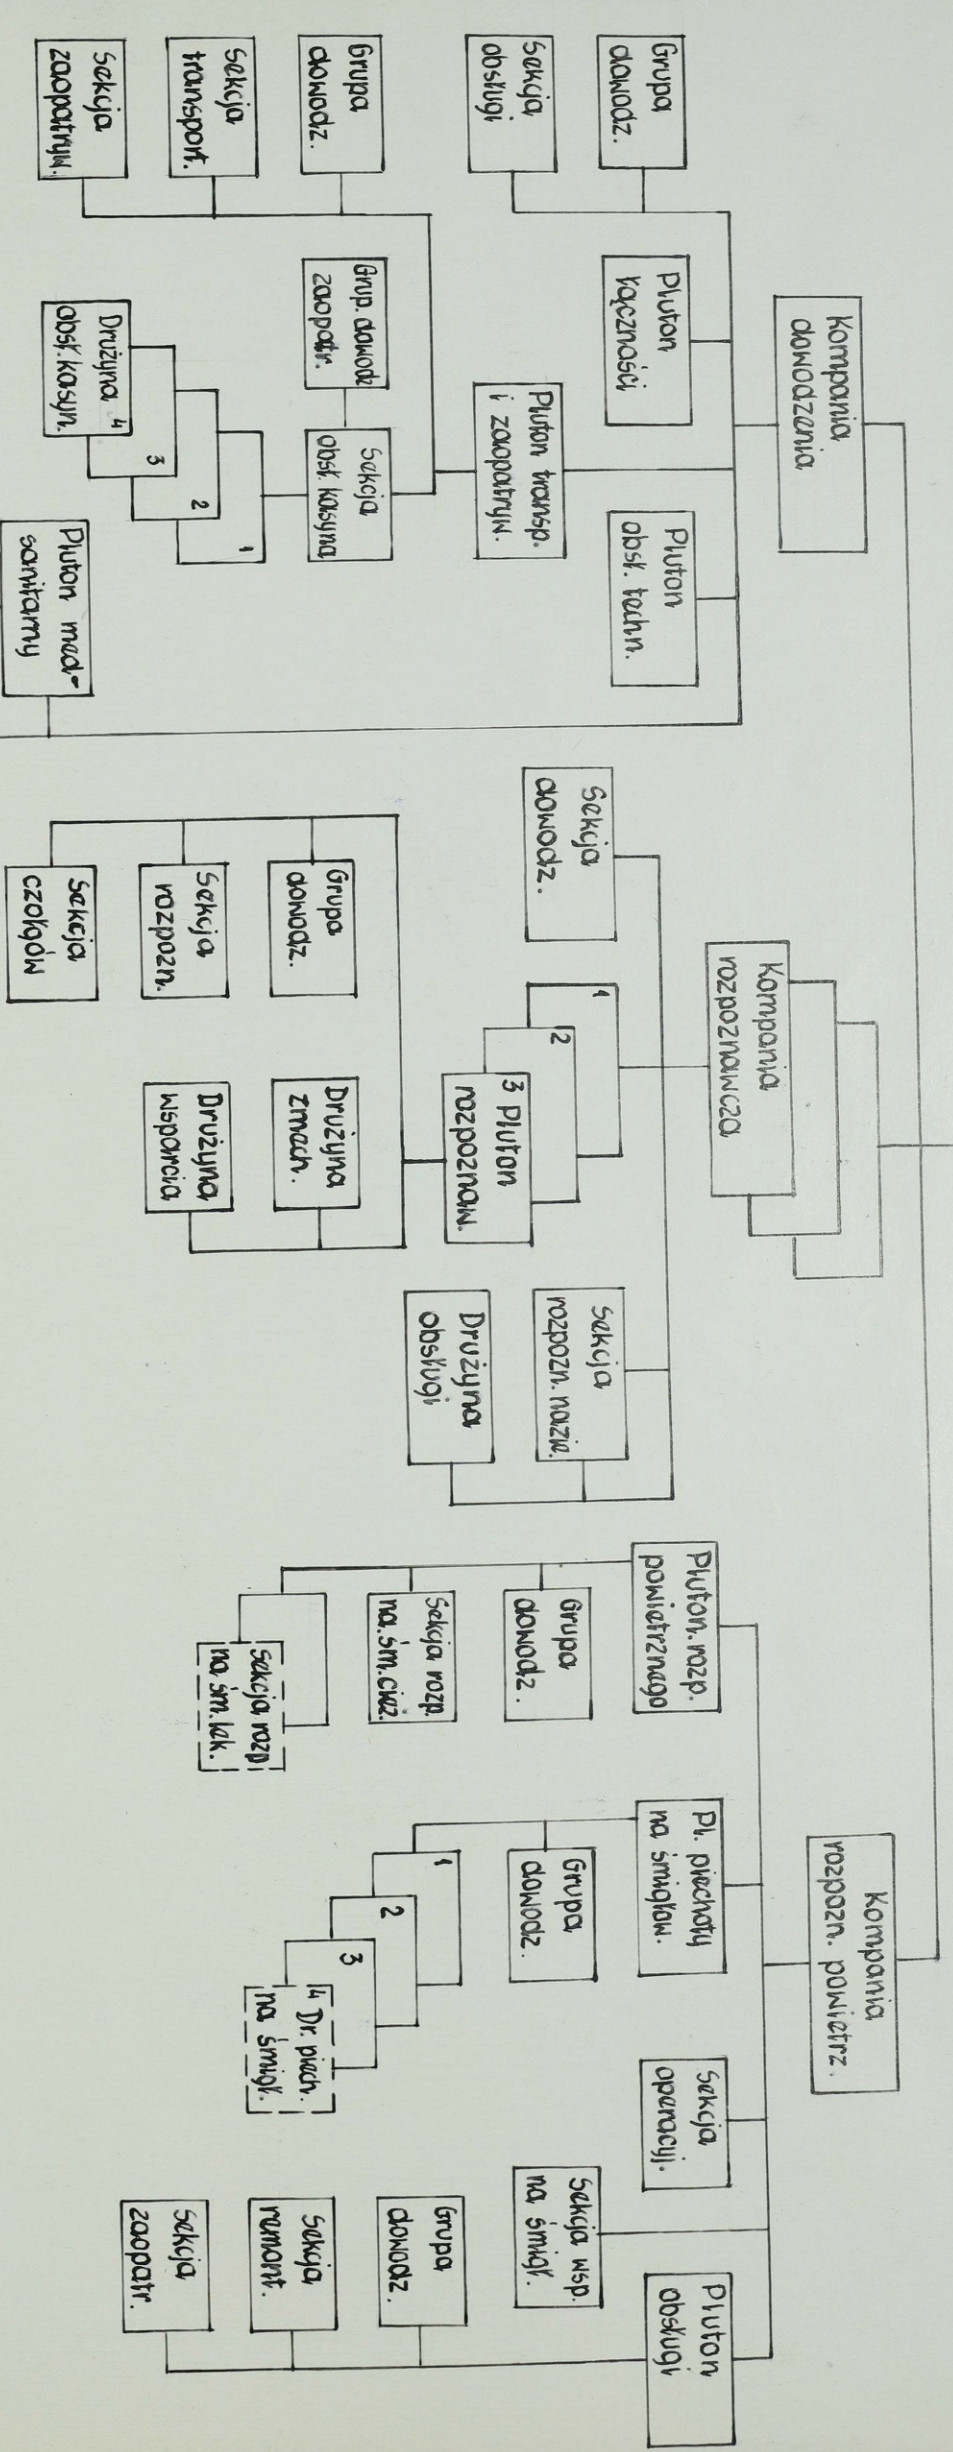 Kompania
dowodzenia
Grupa
dowodz.
Sekcja
obsługi
Pluton
łączności
Pluton transp.
i zaopatryw.
Pluton
obsł. techn.
Grupa
dowodz.
Sekcja
transport.
Sekcja
zaopatryw.
Grup. dowodz
zaopatr.
Sekcja
obsł. kasyna
1
2
3
Drużyna 4
obsł. kasyn.
Pluton med-
sanitarny
Kompania
rozpoznawcza
Sekcja
dowodz.
1
2
3 Pluton
rozpoznaw.
Grupa
dowodz.
Sekcja
rozpozn.
Sekcja
czołgów
Drużyna
zmech.
Drużyna
wsparcia
Sekcja
rozpozn. nazie.
Drużyna
obsługi
Kompania
rozpozn. powietrz.
Pluton. rozp.
powietrznego
Grupa
dowodz.
Sekcja rozp.
na. śm. cięż.
Sekcja rozp
na śm. lek.
Pl. piechoty
na śmigłow.
Grupa
dowodz.
1
2
3
4 Dr. piech.
na śmigł.
Sekcja
operacyj.
Sekcja wsp.
na śmigł.
Pluton
obsługi
Grupa
dowodz.
Sekcja
remont.
Sekcja
zaopatr.